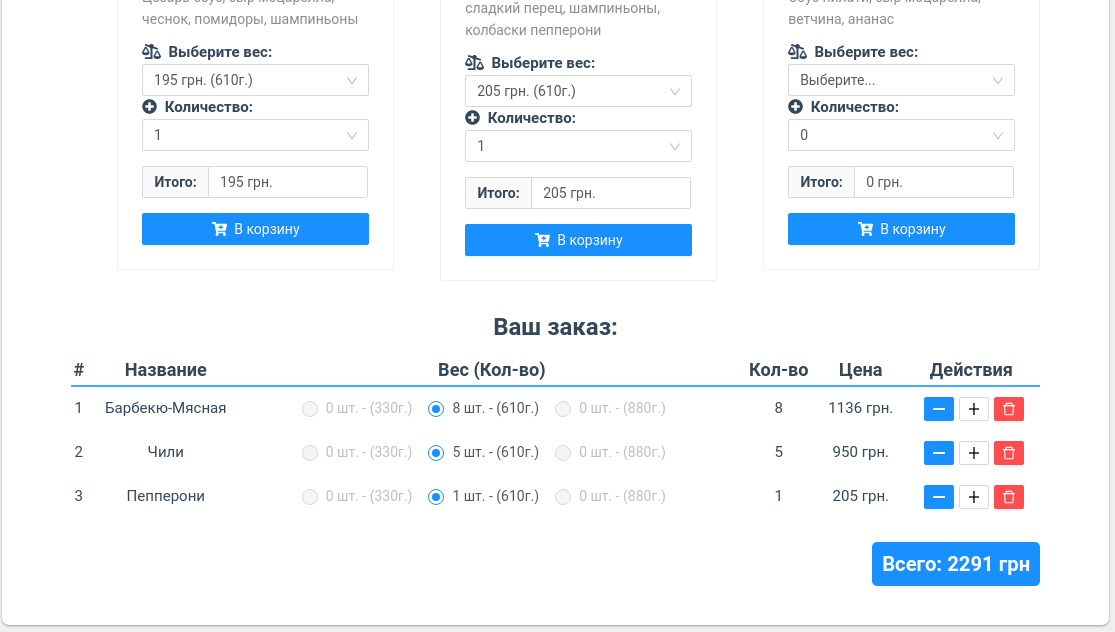 чеснок, помидоры, шампиньоны
Выберите вес:
195 грн. (610г.)
Количество:
1
Итого: 195 грн.
В корзину
сладкий перец, шампиньоны,
колбаски пепперони
Выберите вес:
205 грн. (610г.)
Количество:
1
Итого: 205 грн.
В корзину
ветчина, ананас
Выберите вес:
Выберите...
Количество:
0
Итого: 0 грн.
В корзину
Ваш заказ:
# Название Вес (Кол-во) Кол-во Цена Действия
1 Барбекю-Мясная 0 шт. - (330г.) 8 шт. - (610г.) 0 шт. - (880г.) 8 1136 грн.
2 Чили 0 шт. - (330г.) 5 шт. - (610г.) 0 шт. - (880г.) 5 950 грн.
3 Пепперони 0 шт. - (330г.) 1 шт. - (610г.) 0 шт. - (880г.) 1 205 грн.
Всего: 2291 грн